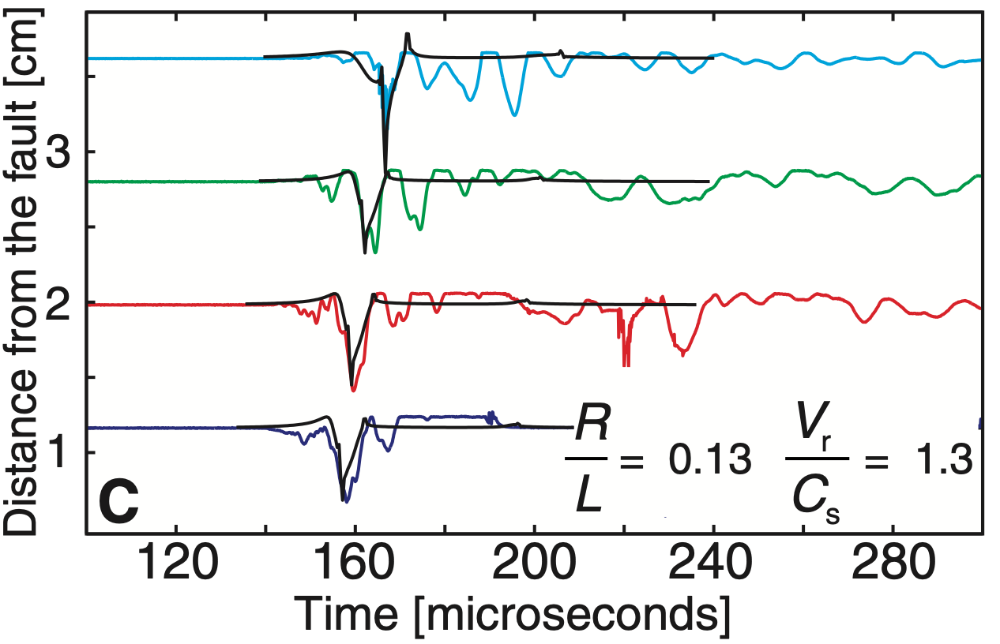 Distance from the fault [cm]
3
2
1
C
R/L = 0.13
Vr/Cs = 1.3
120 160 200 240 280
Time [microseconds]